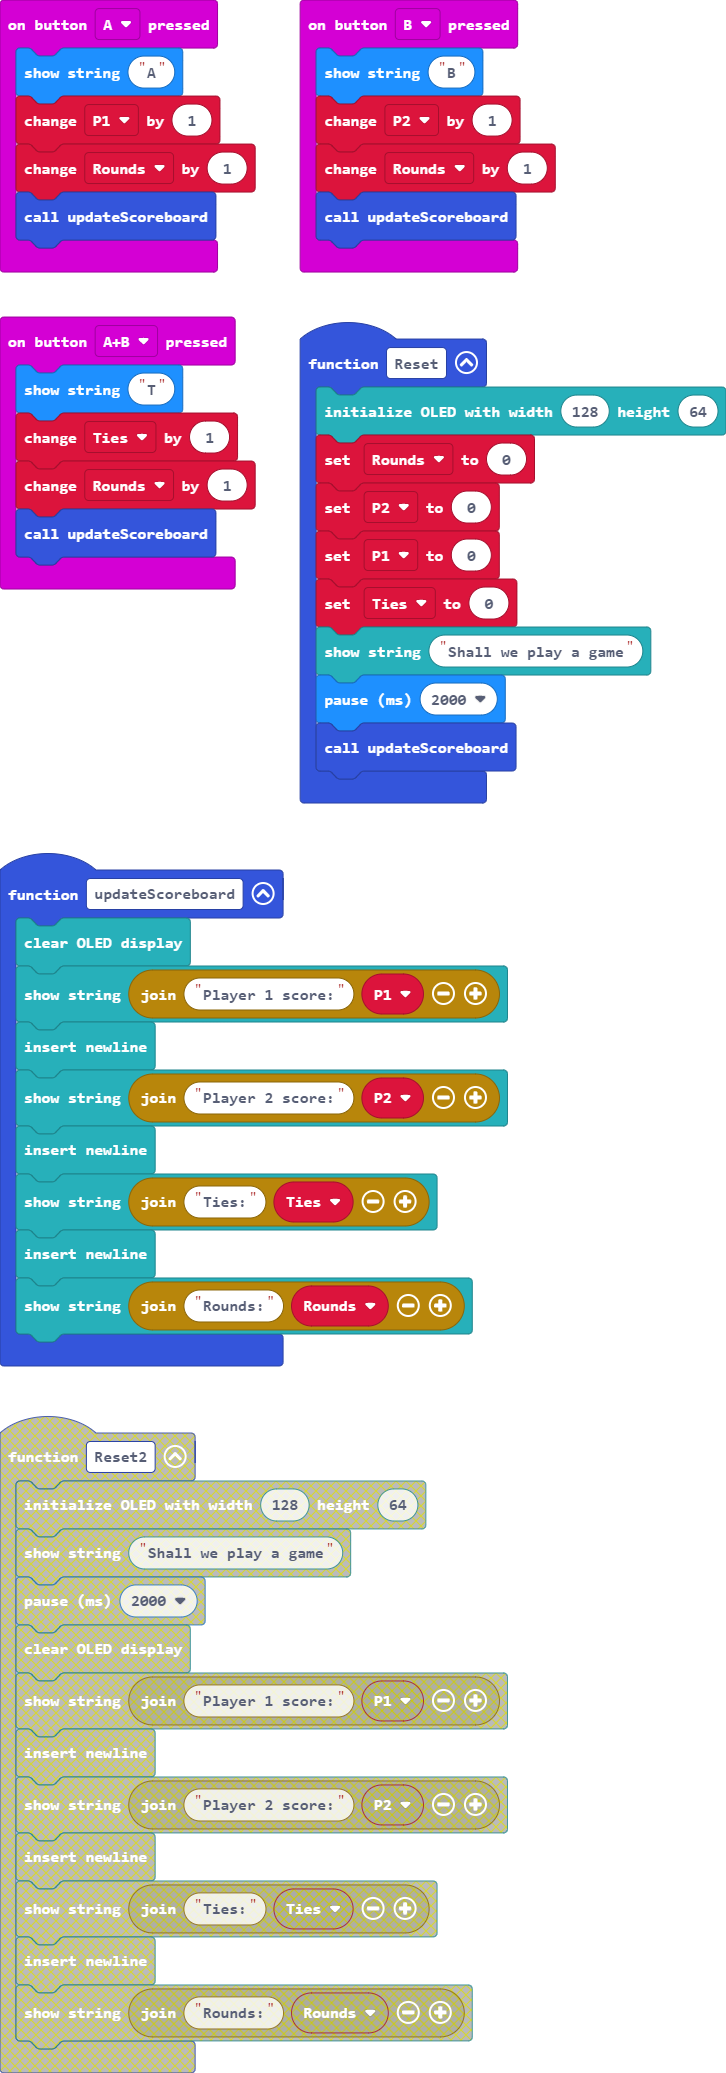 on button A pressed
show string "A"
change P1 by 1
change Rounds by 1
call updateScoreboard
on button B pressed
show string "B"
change P2 by 1
change Rounds by 1
call updateScoreboard
on button A+B pressed
show string "T"
change Ties by 1
change Rounds by 1
call updateScoreboard
function Reset
initialize OLED with width 128 height 64
set Rounds to 0
set P2 to 0
set P1 to 0
set Ties to 0
show string "Shall we play a game"
pause (ms) 2000
call updateScoreboard
function updateScoreboard
clear OLED display
show string join "Player 1 score:" P1
insert newline
show string join "Player 2 score:" P2
insert newline
show string join "Ties:" Ties
insert newline
show string join "Rounds:" Rounds
function Reset2
initialize OLED with width 128 height 64
show string "Shall we play a game"
pause (ms) 2000
clear OLED display
show string join "Player 1 score:" P1
insert newline
show string join "Player 2 score:" P2
insert newline
show string join "Ties:" Ties
insert newline
show string join "Rounds:" Rounds